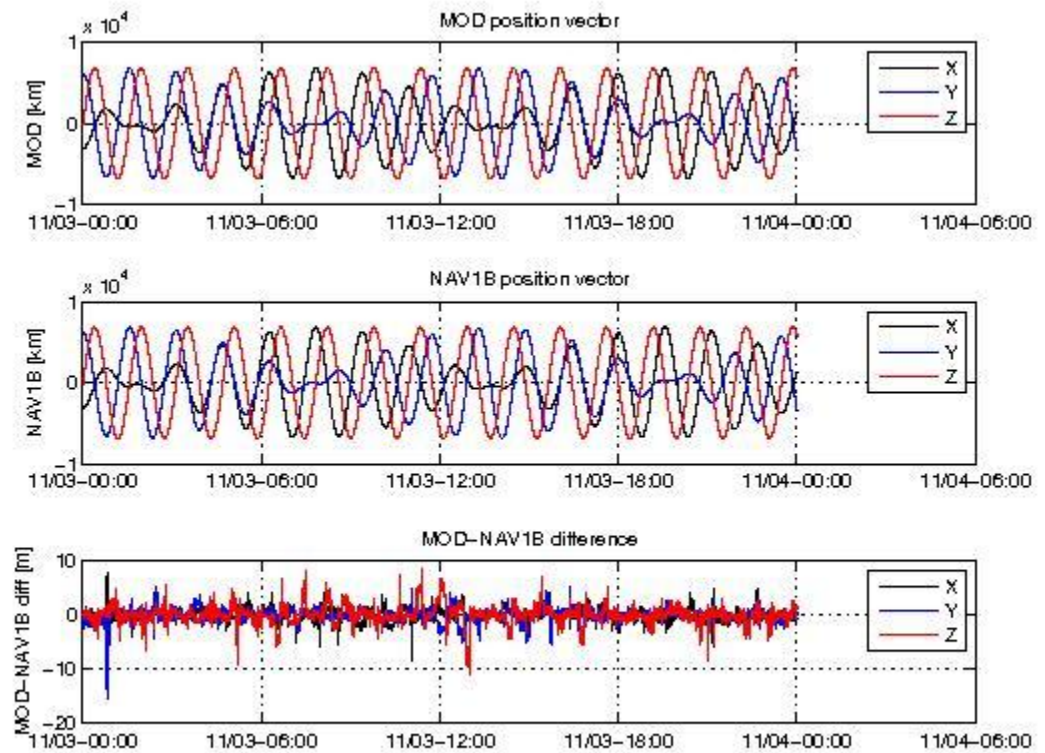 MOD position vector
x 10^4
1
0
-1
MOD [km]
X
Y
Z
11/03-00:00 11/03-06:00 11/03-12:00 11/03-18:00 11/04-00:00 11/04-06:00
NAV1B position vector
x 10^4
1
0
-1
NAV1B [km]
X
Y
Z
11/03-00:00 11/03-06:00 11/03-12:00 11/03-18:00 11/04-00:00 11/04-06:00
MOD-NAV1B difference
10
0
-10
-20
MOD-NAV1B diff [m]
X
Y
Z
11/03-00:00 11/03-06:00 11/03-12:00 11/03-18:00 11/04-00:00 11/04-06:00